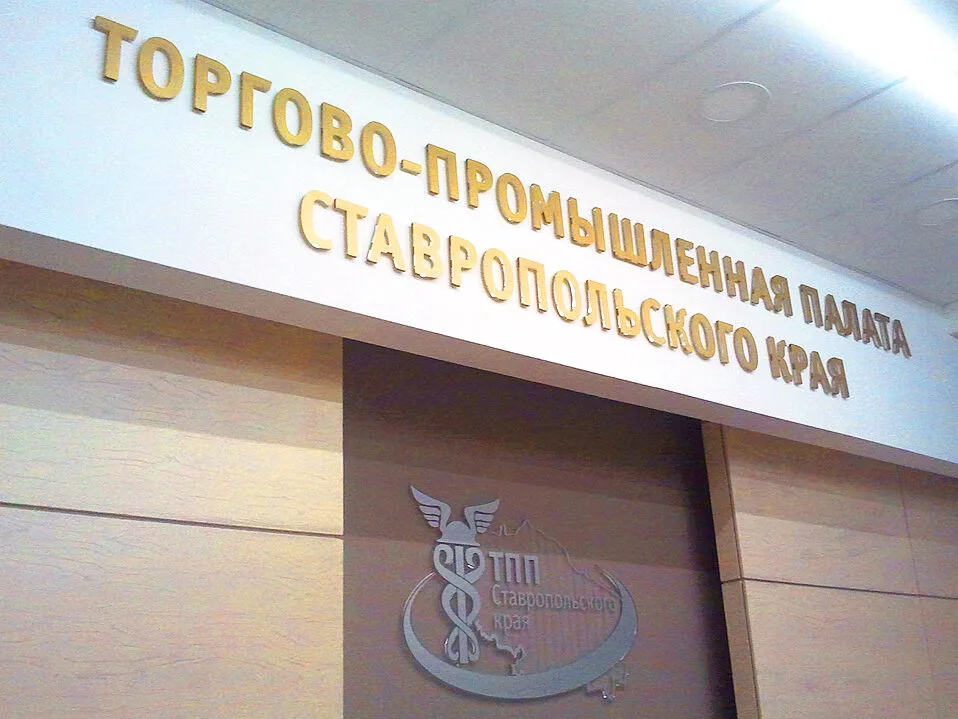 ТОРГОВО-ПРОМЫШЛЕННАЯ ПАЛАТА
СТАВРОПОЛЬСКОГО КРАЯ
ТПП
Ставропольского
края